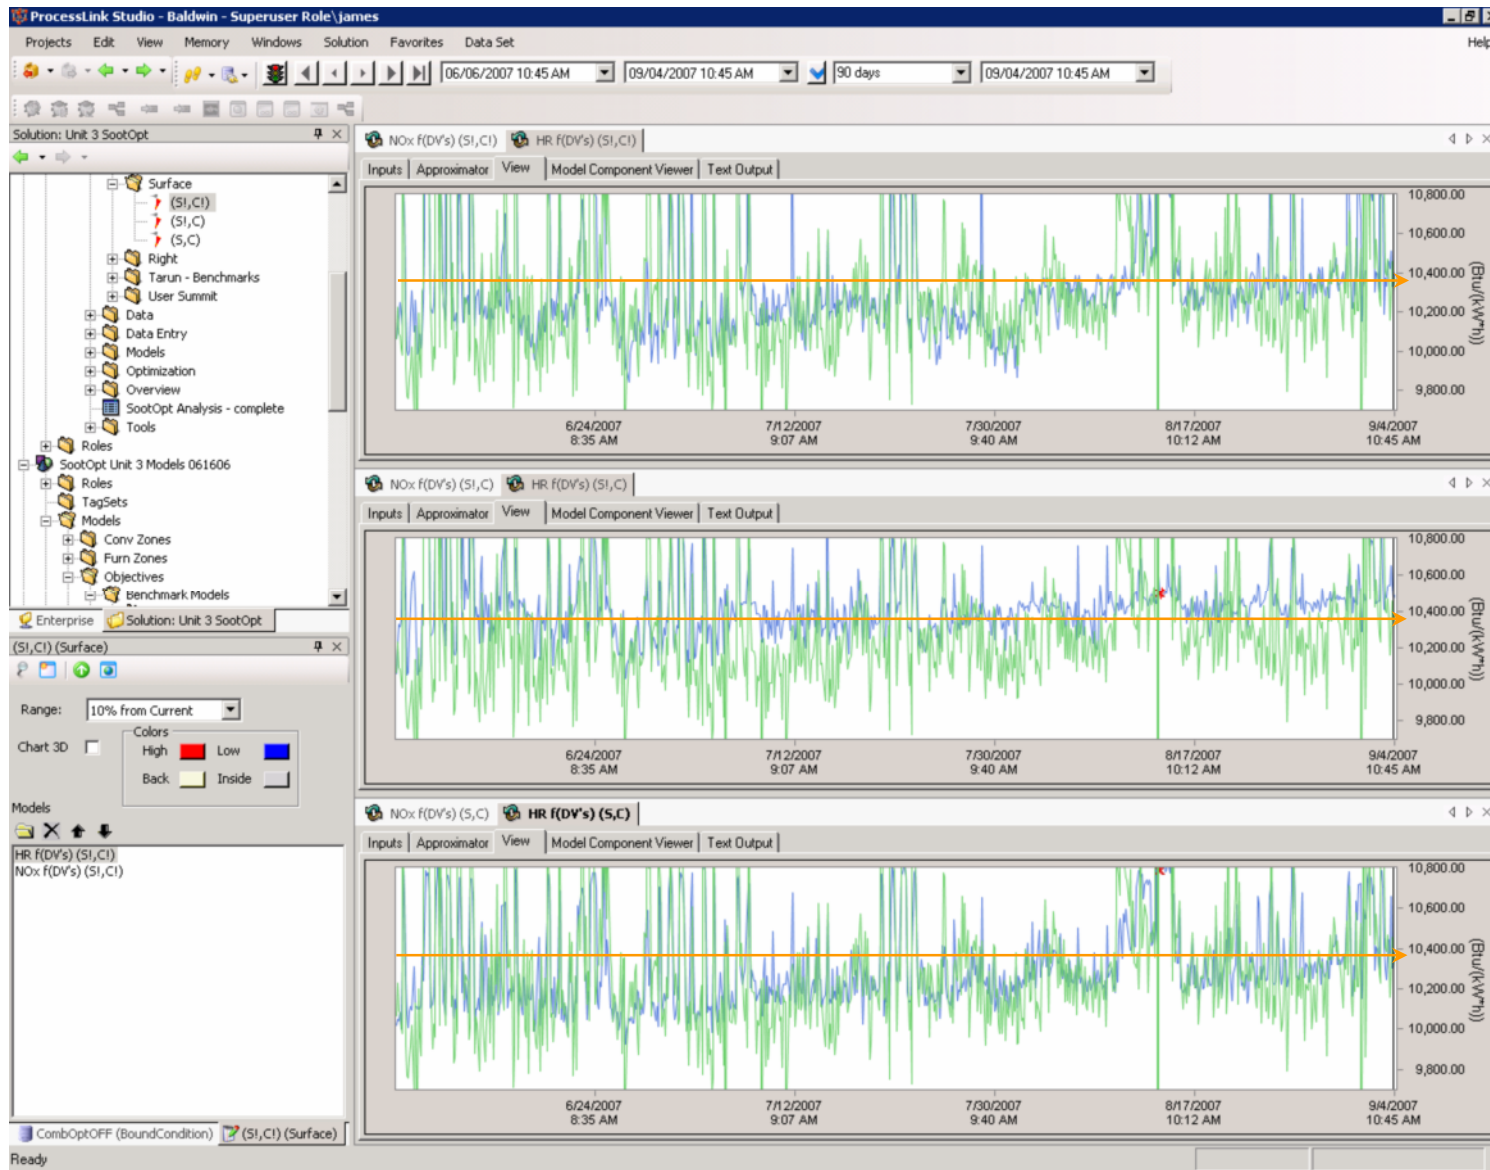 ProcessLink Studio - Baldwin - Superuser Role\james
Projects Edit View Memory Windows Solution Favorites Data Set Help
06/06/2007 10:45 AM 09/04/2007 10:45 AM 90 days 09/04/2007 10:45 AM
Solution: Unit 3 SootOpt
Surface
(S!,C!)
(S!,C)
(S,C)
Right
Tarun - Benchmarks
User Summit
Data
Data Entry
Models
Optimization
Overview
SootOpt Analysis - complete
Tools
Roles
SootOpt Unit 3 Models 061606
Roles
TagSets
Models
Conv Zones
Furn Zones
Objectives
Benchmark Models
Enterprise Solution: Unit 3 SootOpt
(S!,C!) (Surface)
Range: 10% from Current
Chart 3D
Colors
High Low
Back Inside
Models
HR f(DV's) (S!,C!)
NOx f(DV's) (S!,C!)
CombOptOFF (BoundCondition) (S!,C!) (Surface)
Ready
NOx f(DV's) (S!,C!) HR f(DV's) (S!,C!)
Inputs Approximator View Model Component Viewer Text Output
10,800.00
10,600.00
10,400.00
10,200.00
10,000.00
9,800.00
(Btu/(kW*h))
6/24/2007 7/12/2007 7/30/2007 8/17/2007 9/4/2007
8:35 AM 9:07 AM 9:40 AM 10:12 AM 10:45 AM
NOx f(DV's) (S!,C) HR f(DV's) (S!,C)
Inputs Approximator View Model Component Viewer Text Output
10,800.00
10,600.00
10,400.00
10,200.00
10,000.00
9,800.00
(Btu/(kW*h))
6/24/2007 7/12/2007 7/30/2007 8/17/2007 9/4/2007
8:35 AM 9:07 AM 9:40 AM 10:12 AM 10:45 AM
NOx f(DV's) (S,C) HR f(DV's) (S,C)
Inputs Approximator View Model Component Viewer Text Output
10,800.00
10,600.00
10,400.00
10,200.00
10,000.00
9,800.00
(Btu/(kW*h))
6/24/2007 7/12/2007 7/30/2007 8/17/2007 9/4/2007
8:35 AM 9:07 AM 9:40 AM 10:12 AM 10:45 AM